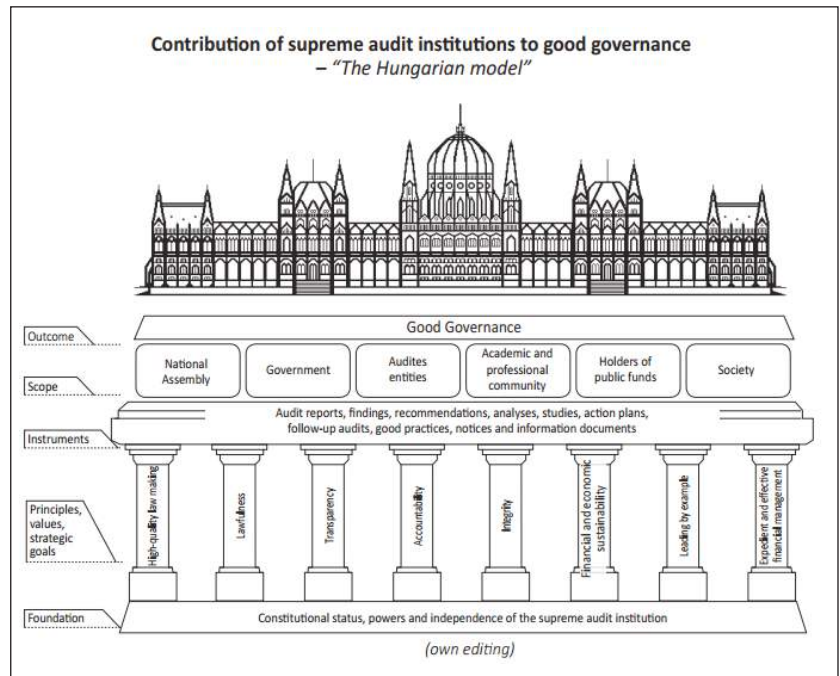 Contribution of supreme audit institutions to good governance
– “The Hungarian model”
Outcome
Good Governance
Scope
National
Assembly
Government
Audites
entities
Academic and
professional
community
Holders of
public funds
Society
Instruments
Audit reports, findings, recommendations, analyses, studies, action plans,
follow-up audits, good practices, notices and information documents
Principles,
values,
strategic
goals
High-quality law making
Lawfulness
Transparency
Accountability
Integrity
Financial and economic
sustainability
Leading by example
Expedient and effective
financial management
Foundation
Constitutional status, powers and independence of the supreme audit institution
(own editing)